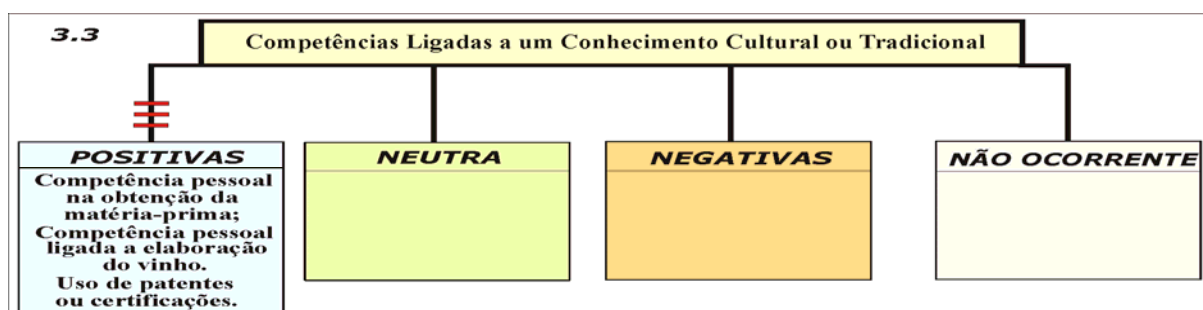 3.3
Competências Ligadas a um Conhecimento Cultural ou Tradicional
POSITIVAS
Competência pessoal
na obtenção da
matéria-prima;
Competência pessoal
ligada a elaboração
do vinho.
Uso de patentes
ou certificações.
NEUTRA
NEGATIVAS
NÃO OCORRENTE